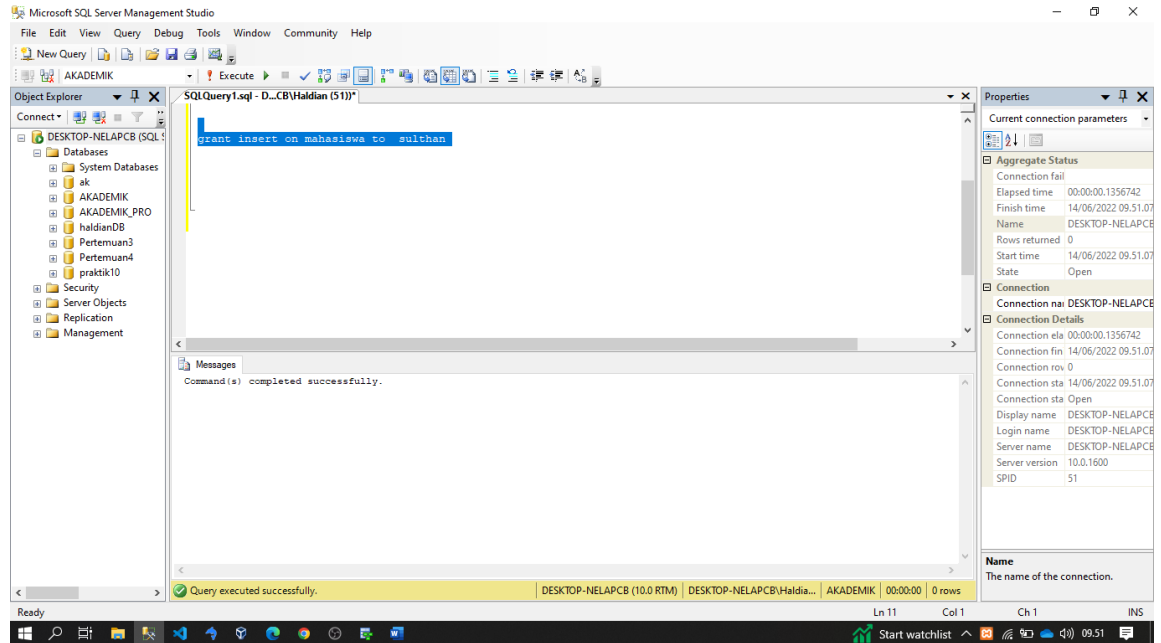 Microsoft SQL Server Management Studio
File Edit View Query Debug Tools Window Community Help
New Query
AKADEMIK Execute
Object Explorer
Connect
DESKTOP-NELAPCB (SQL S
Databases
System Databases
ak
AKADEMIK
AKADEMIK_PRO
haldianDB
Pertemuan3
Pertemuan4
praktik10
Security
Server Objects
Replication
Management
SQLQuery1.sql - D...CB\Haldian (51))*
grant insert on mahasiswa to sulthan
Messages
Command(s) completed successfully.
Query executed successfully. DESKTOP-NELAPCB (10.0 RTM) DESKTOP-NELAPCB\Haldia... AKADEMIK 00:00:00 0 rows
Properties
Current connection parameters
Aggregate Status
Connection fail
Elapsed time 00:00:00.1356742
Finish time 14/06/2022 09.51.07
Name DESKTOP-NELAPCB
Rows returned 0
Start time 14/06/2022 09.51.07
State Open
Connection
Connection nai DESKTOP-NELAPCB
Connection Details
Connection ela 00:00:00.1356742
Connection fin 14/06/2022 09.51.07
Connection rov 0
Connection sta 14/06/2022 09.51.07
Connection sta Open
Display name DESKTOP-NELAPCB
Login name DESKTOP-NELAPCB
Server name DESKTOP-NELAPCB
Server version 10.0.1600
SPID 51
Name
The name of the connection.
Ready Ln 11 Col 1 Ch 1 INS
Start watchlist 09.51